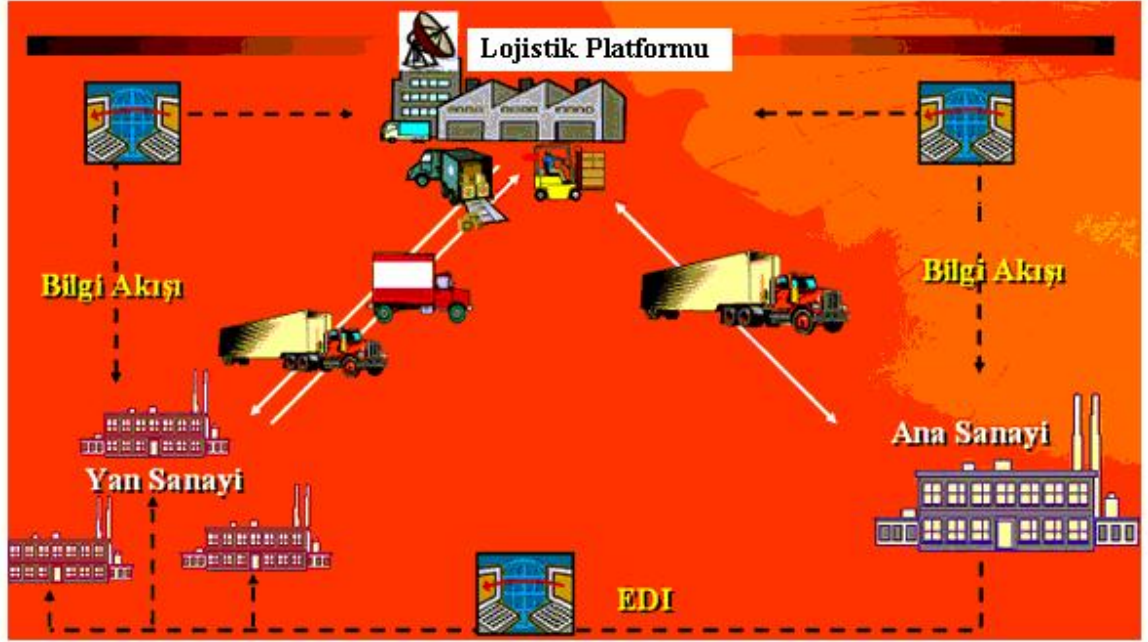 Lojistik Platformu
Bilgi Akışı
Bilgi Akışı
Ana Sanayi
Yan Sanayi
EDI